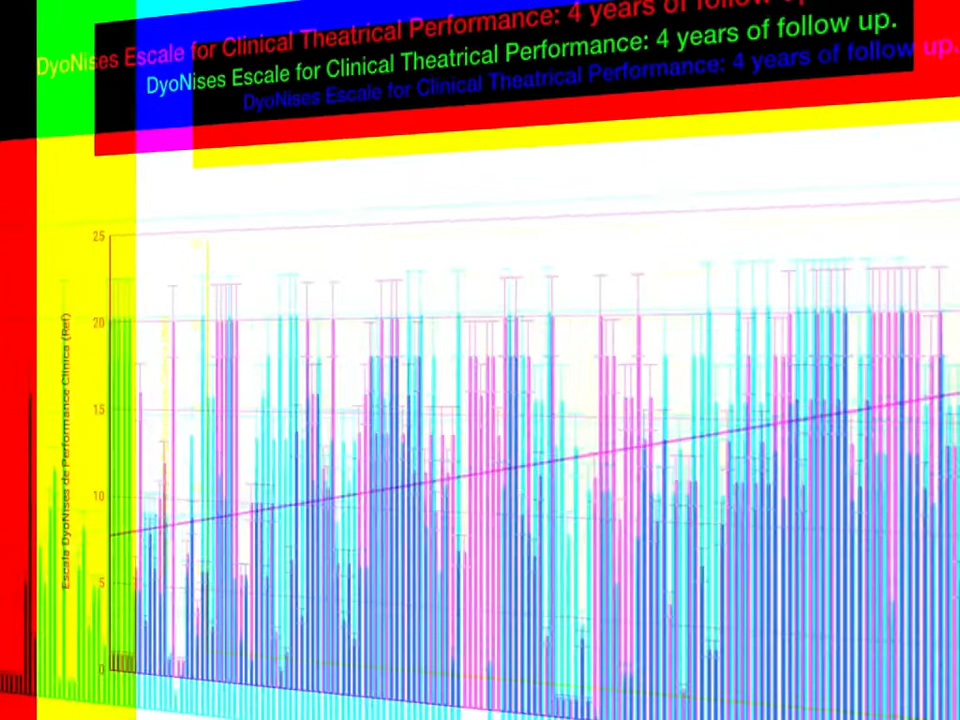 DyoNises Escale for Clinical Theatrical Performance: 4 years of follow up.
DyoNises Escale for Clinical Theatrical Performance: 4 years of follow up.
DyoNises Escale for Clinical Theatrical Performance: 4 years of follow up.
25
20
15
10
5
0
Escala DyoNises de Performance Clínica (Ref)